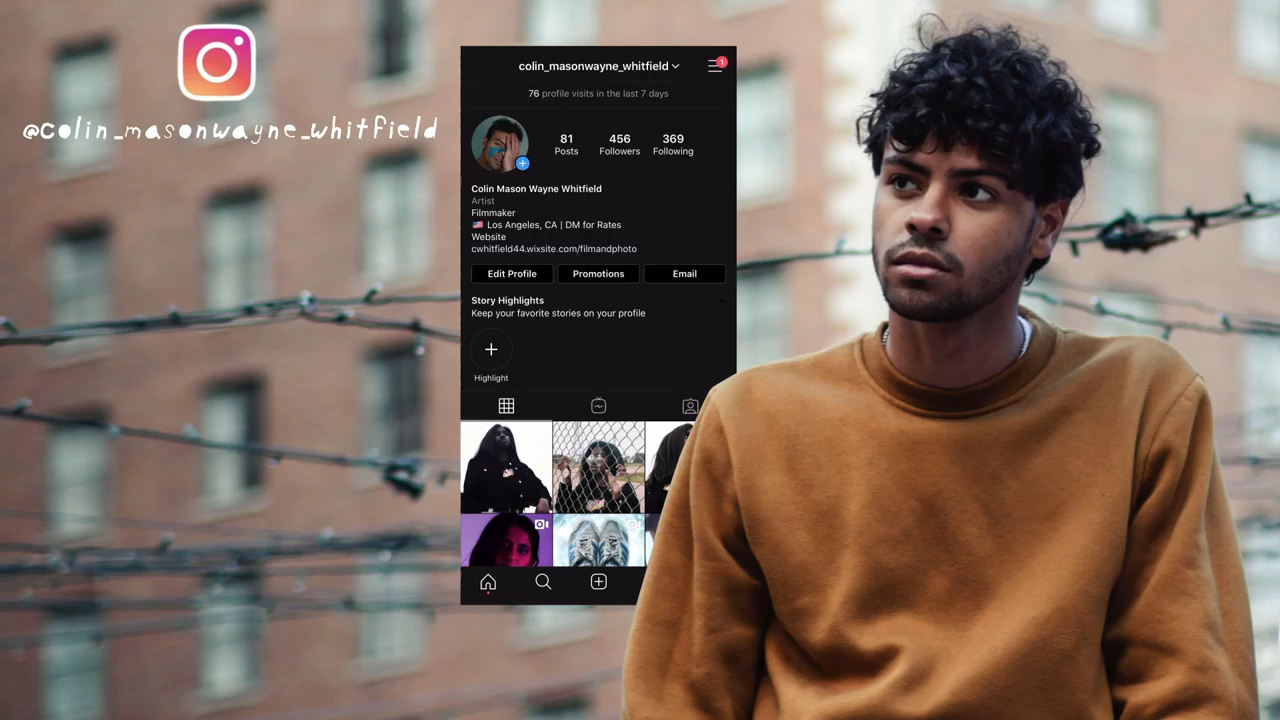 @colin_masonwayne_whitfield
colin_masonwayne_whitfield
1
76 profile visits in the last 7 days
81 456 369
Posts Followers Following
Colin Mason Wayne Whitfield
Artist
Filmmaker
🇺🇸 Los Angeles, CA | DM for Rates
Website
cwhitfield44.wixsite.com/filmandphoto
Edit Profile Promotions Email
Story Highlights
Keep your favorite stories on your profile
Highlight